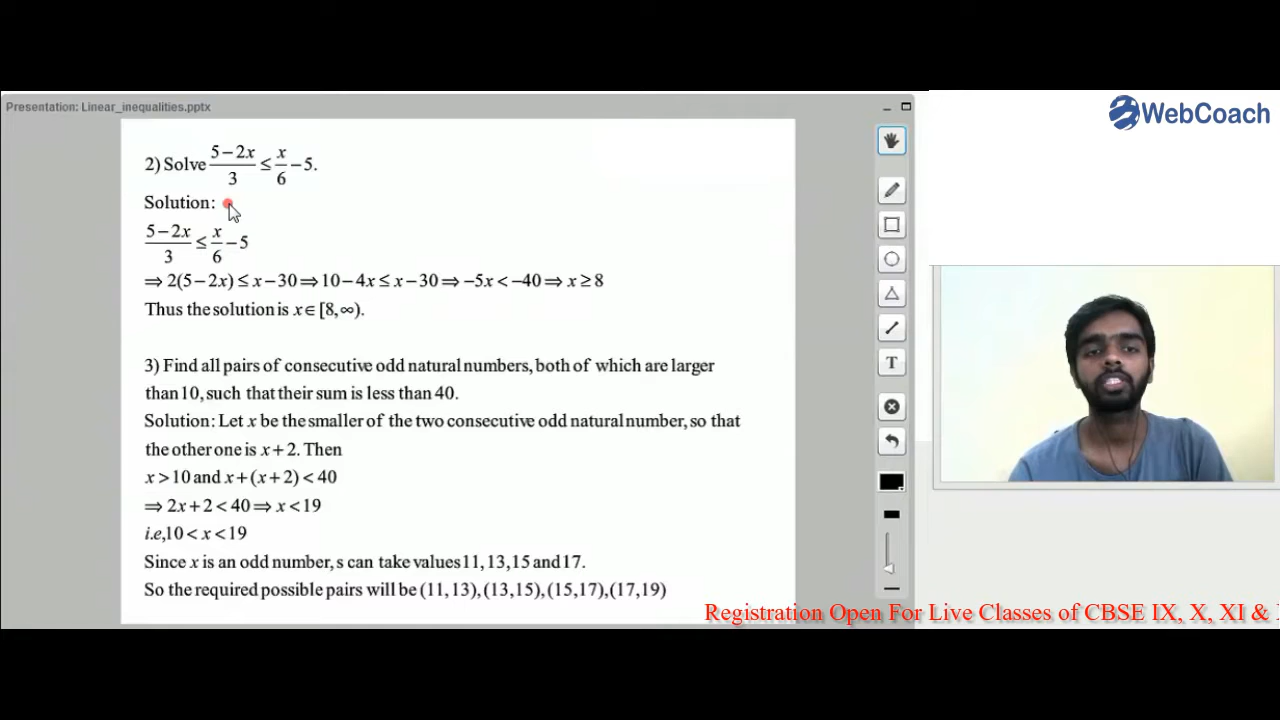 Presentation: Linear_inequalities.pptx
WebCoach
2) Solve (5−2x)/3 ≤ x/6 −5.
Solution:
(5−2x)/3 ≤ x/6 −5
⇒ 2(5−2x) ≤ x−30 ⇒ 10−4x ≤ x−30 ⇒ −5x < −40 ⇒ x ≥ 8
Thus the solution is x∈ [8,∞).
3) Find all pairs of consecutive odd natural numbers, both of which are larger
than 10, such that their sum is less than 40.
Solution: Let x be the smaller of the two consecutive odd natural number, so that
the other one is x+2. Then
x >10 and x+(x+2) < 40
⇒ 2x+2 < 40 ⇒ x <19
i.e,10 < x <19
Since x is an odd number, s can take values 11, 13,15 and 17.
So the required possible pairs will be (11,13), (13,15), (15,17), (17,19)
T
Registration Open For Live Classes of CBSE IX, X, XI &